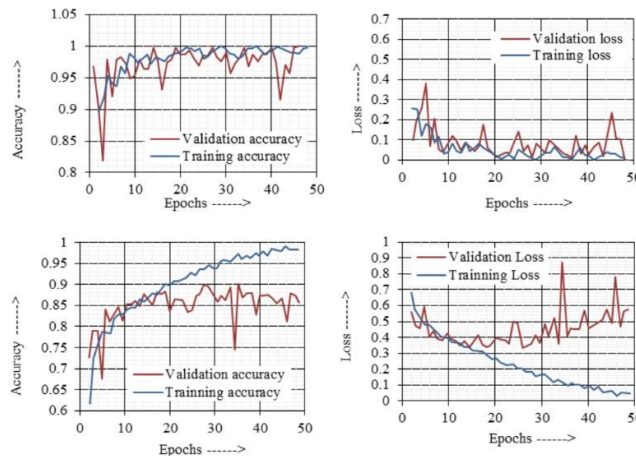 1.05
1
0.95
0.9
0.85
0.8
0 10 20 30 40 50
Accuracy ------>
Epochs ------>
Validation accuracy
Training accuracy
0.7
0.6
0.5
0.4
0.3
0.2
0.1
0
0 10 20 30 40 50
Loss ---->
Epochs ------>
Validation loss
Training loss
1
0.95
0.9
0.85
0.8
0.75
0.7
0.65
0.6
0 10 20 30 40 50
Accuracy ------>
Epochs ------>
Validation accuracy
Trainning accuracy
1
0.9
0.8
0.7
0.6
0.5
0.4
0.3
0.2
0.1
0
0 10 20 30 40 50
Loss ---->
Epochs ------>
Validation Loss
Trainning Loss